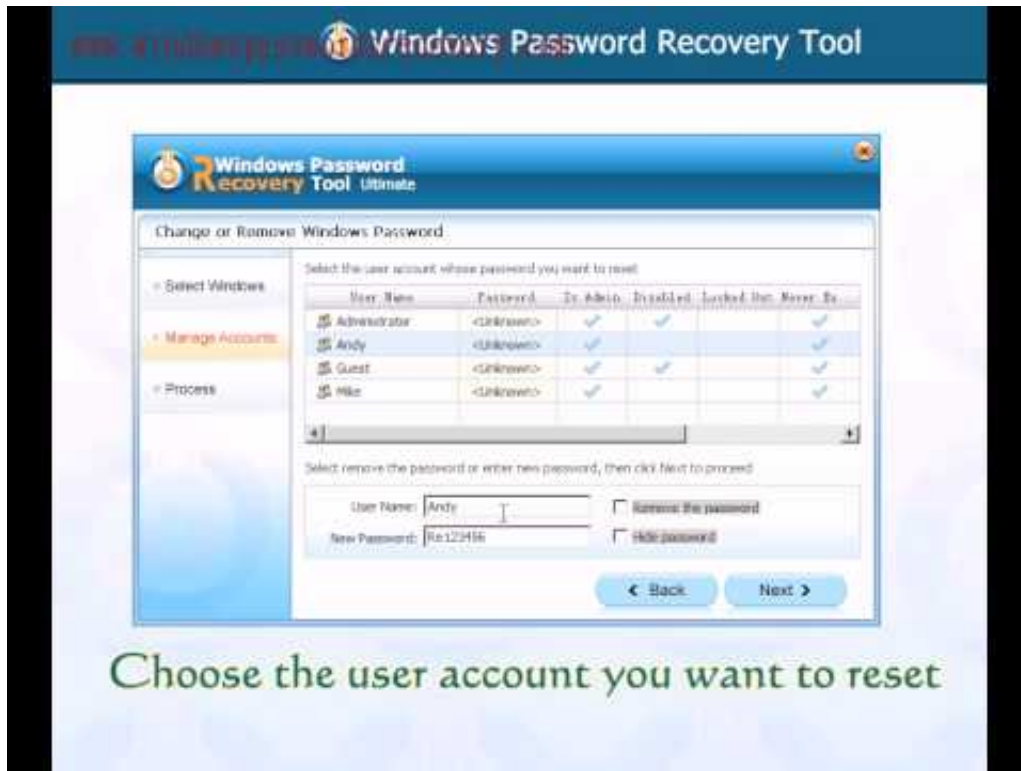 Windows Password Recovery Tool
Windows Password
Recovery Tool Ultimate
Change or Remove Windows Password
Select Windows
Manage Accounts
Process
Select the user account whose password you want to reset
User Name Password Is Admin Disabled Locked Out Never Ex...
Administrator <Unknown>
Andy <Unknown>
Guest <Unknown>
Mike <Unknown>
Select remove the password or enter new password, then click Next to proceed
User Name: Andy Remove the password
New Password: Re123456 Hide password
Back Next
Choose the user account you want to reset